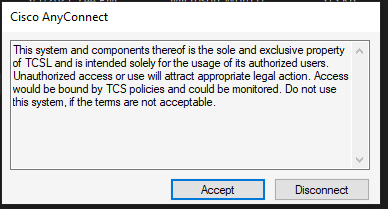 Cisco AnyConnect
This system and components thereof is the sole and exclusive property
of TCSL and is intended solely for the usage of its authorized users.
Unauthorized access or use will attract appropriate legal action. Access
would be bound by TCS policies and could be monitored. Do not use
this system, if the terms are not acceptable.
Accept
Disconnect